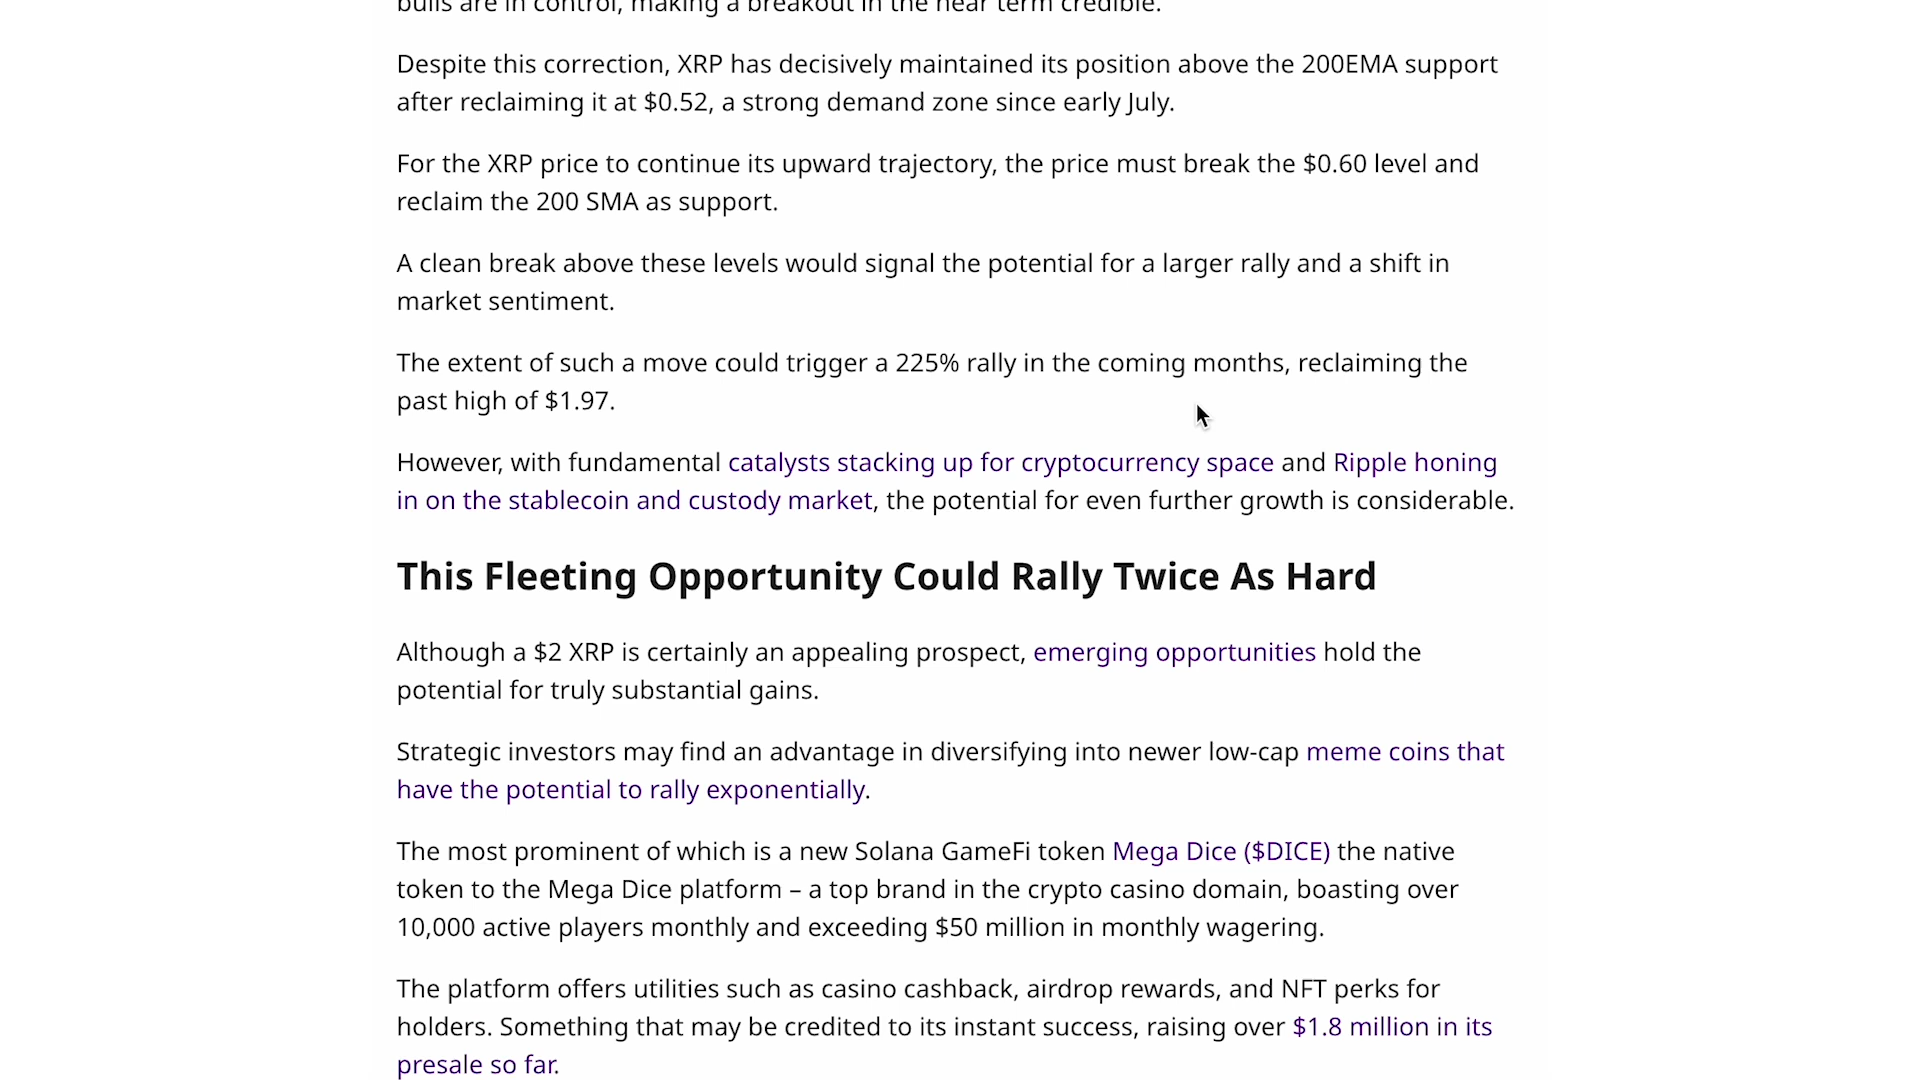 bulls are in control, making a breakout in the near term credible.
Despite this correction, XRP has decisively maintained its position above the 200EMA support
after reclaiming it at $0.52, a strong demand zone since early July.
For the XRP price to continue its upward trajectory, the price must break the $0.60 level and
reclaim the 200 SMA as support.
A clean break above these levels would signal the potential for a larger rally and a shift in
market sentiment.
The extent of such a move could trigger a 225% rally in the coming months, reclaiming the
past high of $1.97.
However, with fundamental catalysts stacking up for cryptocurrency space and Ripple honing
in on the stablecoin and custody market, the potential for even further growth is considerable.
This Fleeting Opportunity Could Rally Twice As Hard
Although a $2 XRP is certainly an appealing prospect, emerging opportunities hold the
potential for truly substantial gains.
Strategic investors may find an advantage in diversifying into newer low-cap meme coins that
have the potential to rally exponentially.
The most prominent of which is a new Solana GameFi token Mega Dice ($DICE) the native
token to the Mega Dice platform – a top brand in the crypto casino domain, boasting over
10,000 active players monthly and exceeding $50 million in monthly wagering.
The platform offers utilities such as casino cashback, airdrop rewards, and NFT perks for
holders. Something that may be credited to its instant success, raising over $1.8 million in its
presale so far.